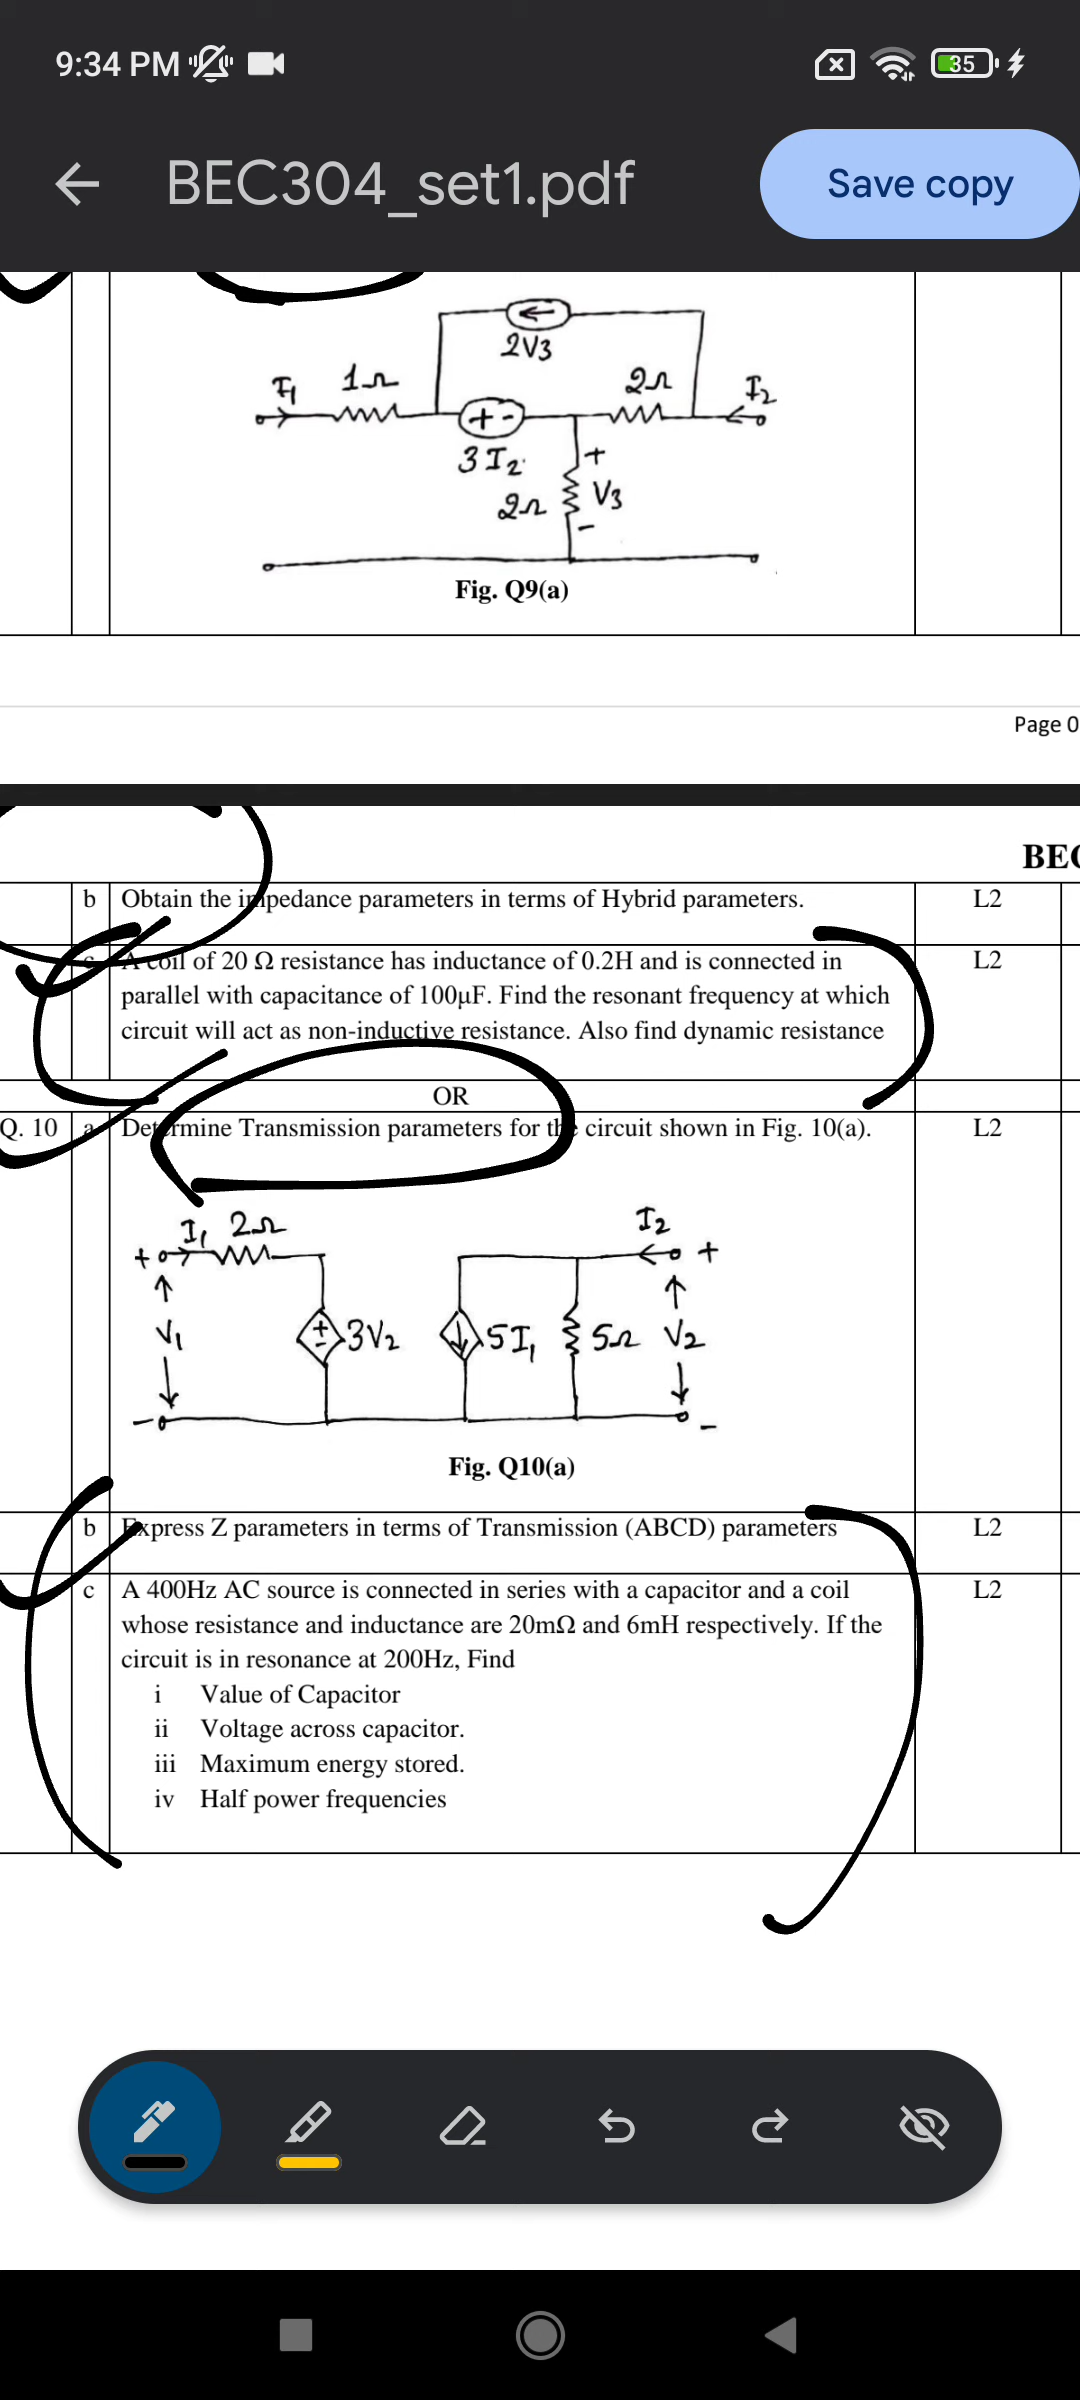 9:34 PM
35
BEC304_set1.pdf
Save copy
2V3
I1 1Ω 2Ω I2
+ -
3I2
+
2Ω V3
-
Fig. Q9(a)
Page 0
BEC
b Obtain the impedance parameters in terms of Hybrid parameters. L2
c A coil of 20 Ω resistance has inductance of 0.2H and is connected in L2
parallel with capacitance of 100μF. Find the resonant frequency at which
circuit will act as non-inductive resistance. Also find dynamic resistance
OR
Q. 10 a Determine Transmission parameters for the circuit shown in Fig. 10(a). L2
I1 2Ω I2
+ +
V1 + - 3V2 5I1 5Ω V2
- -
Fig. Q10(a)
b Express Z parameters in terms of Transmission (ABCD) parameters L2
c A 400Hz AC source is connected in series with a capacitor and a coil L2
whose resistance and inductance are 20mΩ and 6mH respectively. If the
circuit is in resonance at 200Hz, Find
i Value of Capacitor
ii Voltage across capacitor.
iii Maximum energy stored.
iv Half power frequencies